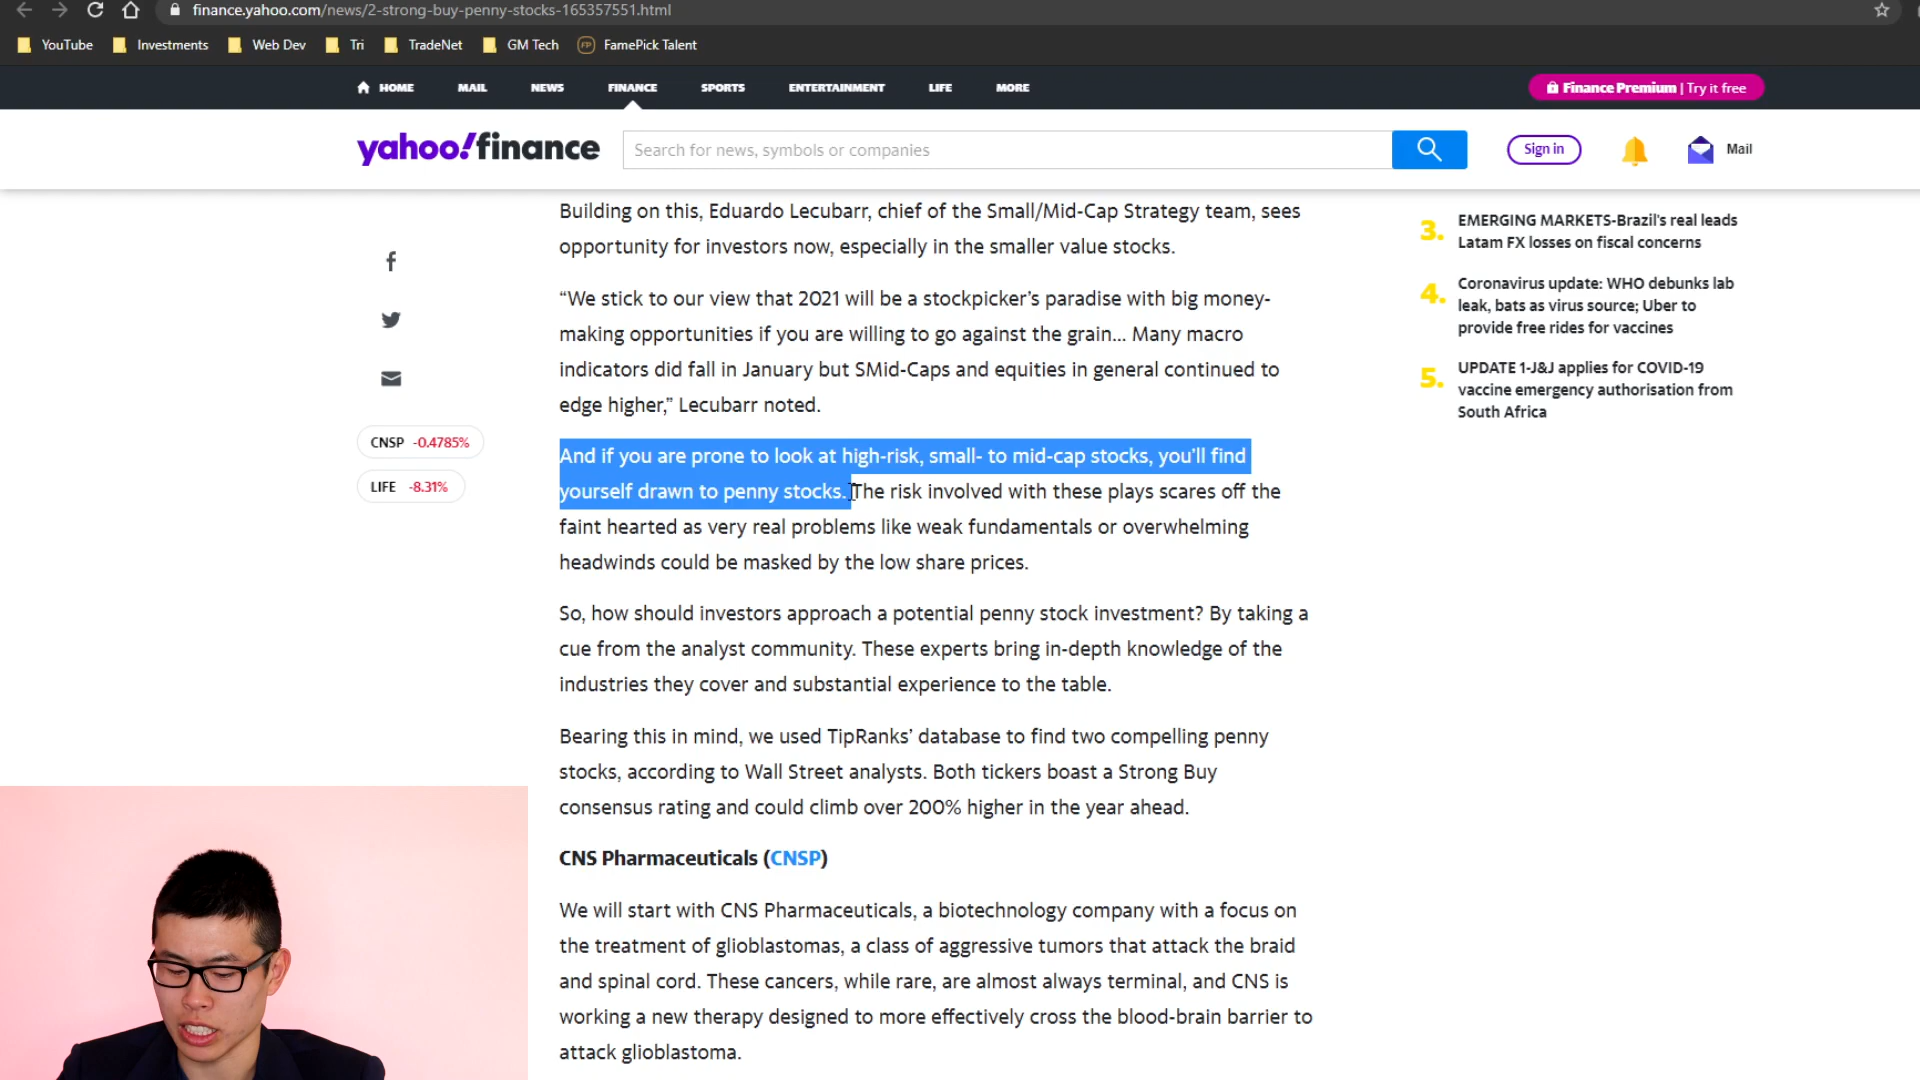 finance.yahoo.com/news/2-strong-buy-penny-stocks-165357551.html
YouTube Investments Web Dev Tri TradeNet GM Tech FP FamePick Talent
HOME MAIL NEWS FINANCE SPORTS ENTERTAINMENT LIFE MORE Finance Premium | Try it free
yahoo!finance Search for news, symbols or companies Sign in Mail
Building on this, Eduardo Lecubarr, chief of the Small/Mid-Cap Strategy team, sees
opportunity for investors now, especially in the smaller value stocks.
“We stick to our view that 2021 will be a stockpicker’s paradise with big money-
making opportunities if you are willing to go against the grain… Many macro
indicators did fall in January but SMid-Caps and equities in general continued to
edge higher,” Lecubarr noted.
And if you are prone to look at high-risk, small- to mid-cap stocks, you’ll find
yourself drawn to penny stocks. The risk involved with these plays scares off the
faint hearted as very real problems like weak fundamentals or overwhelming
headwinds could be masked by the low share prices.
So, how should investors approach a potential penny stock investment? By taking a
cue from the analyst community. These experts bring in-depth knowledge of the
industries they cover and substantial experience to the table.
Bearing this in mind, we used TipRanks’ database to find two compelling penny
stocks, according to Wall Street analysts. Both tickers boast a Strong Buy
consensus rating and could climb over 200% higher in the year ahead.
CNS Pharmaceuticals (CNSP)
We will start with CNS Pharmaceuticals, a biotechnology company with a focus on
the treatment of glioblastomas, a class of aggressive tumors that attack the braid
and spinal cord. These cancers, while rare, are almost always terminal, and CNS is
working a new therapy designed to more effectively cross the blood-brain barrier to
attack glioblastoma.
CNSP -0.4785%
LIFE -8.31%
3. EMERGING MARKETS-Brazil's real leads
Latam FX losses on fiscal concerns
4. Coronavirus update: WHO debunks lab
leak, bats as virus source; Uber to
provide free rides for vaccines
5. UPDATE 1-J&J applies for COVID-19
vaccine emergency authorisation from
South Africa